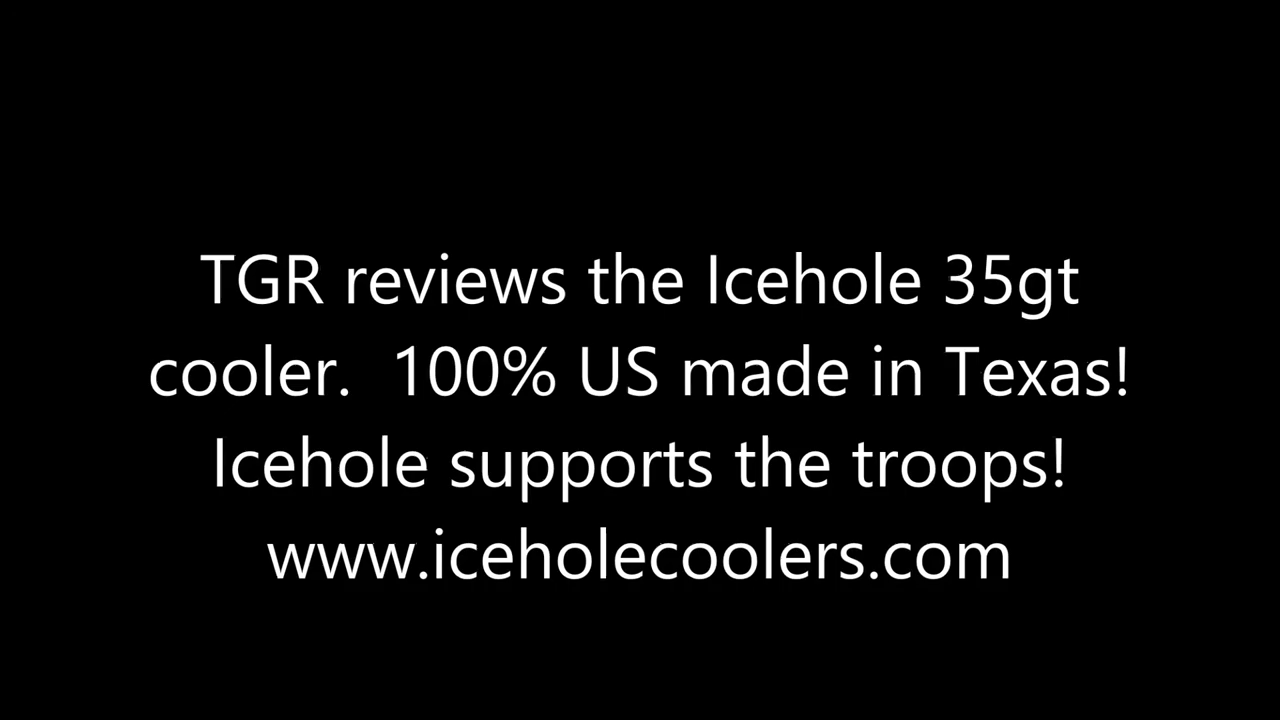 TGR reviews the Icehole 35gt
cooler.  100% US made in Texas!
Icehole supports the troops!
www.iceholecoolers.com